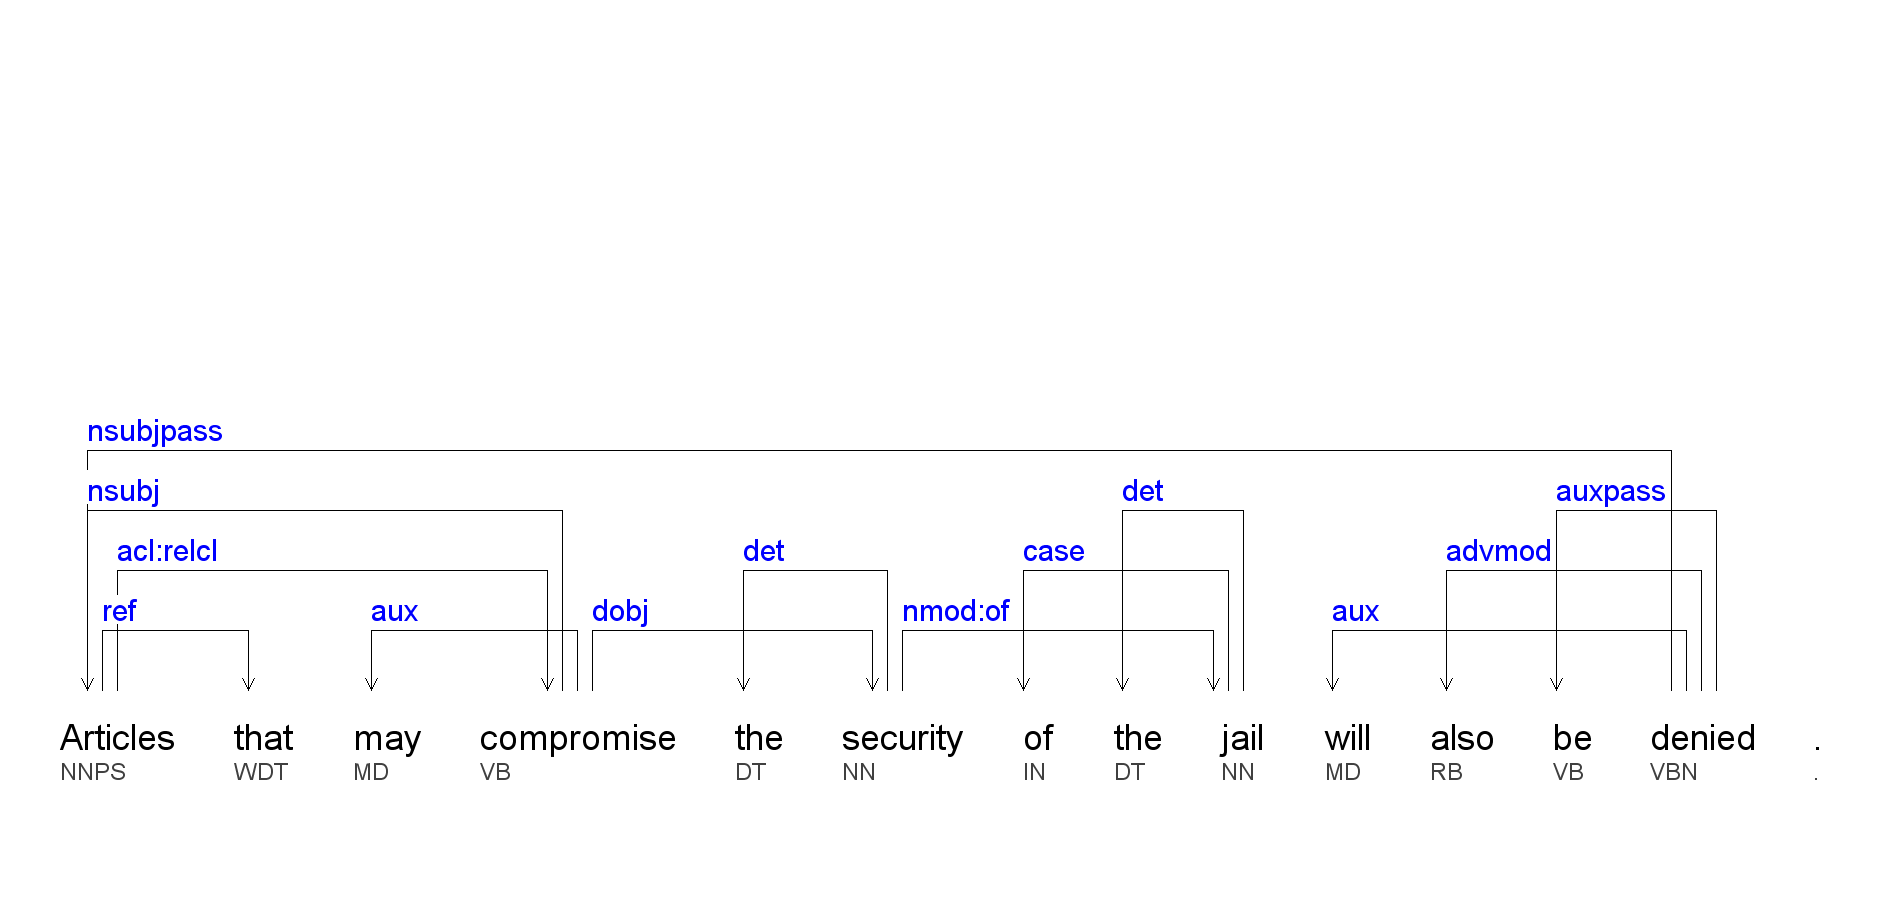 nsubjpass
nsubj det auxpass
acl:relcl det case advmod
ref aux dobj nmod:of aux
Articles that may compromise the security of the jail will also be denied .
NNPS WDT MD VB DT NN IN DT NN MD RB VB VBN .